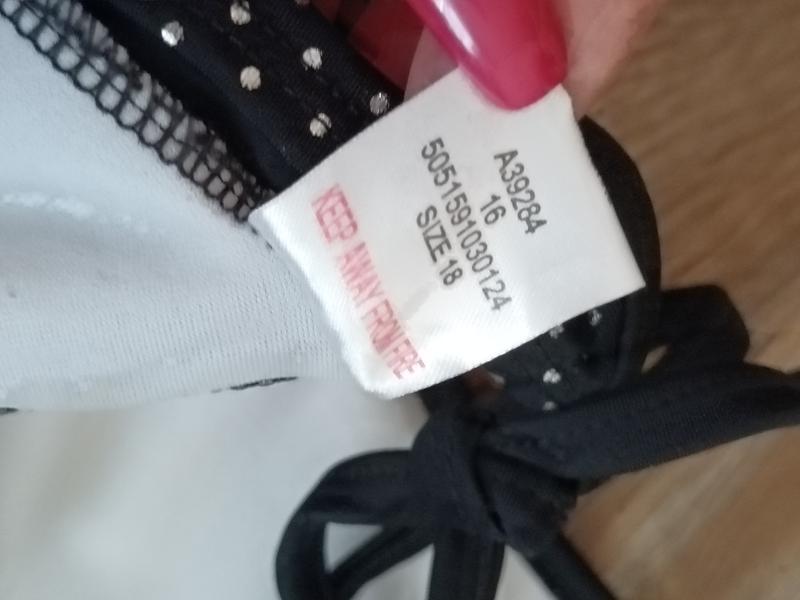 A39284
16
5051591030124
SIZE 18
KEEP AWAY FROM FIRE